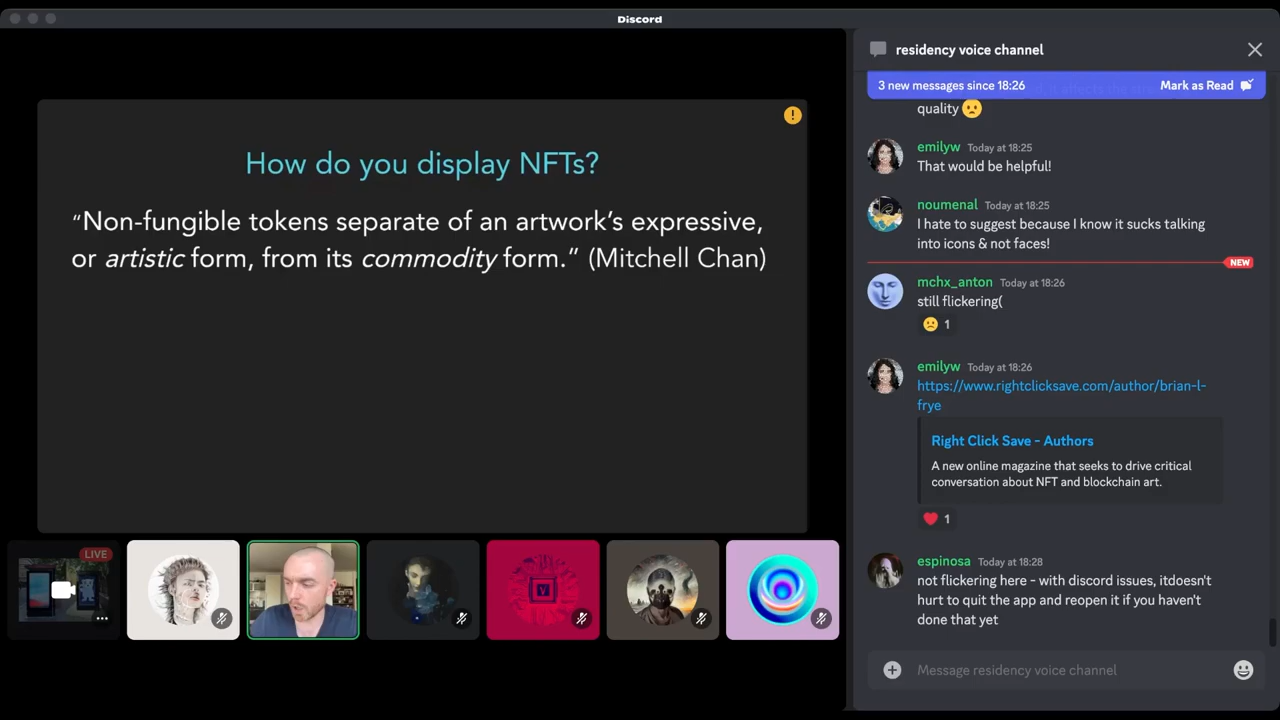 Discord
How do you display NFTs?
“Non-fungible tokens separate of an artwork’s expressive,
or artistic form, from its commodity form.” (Mitchell Chan)
LIVE
V
residency voice channel
3 new messages since 18:26 Mark as Read
quality
emilyw Today at 18:25
That would be helpful!
noumenal Today at 18:25
I hate to suggest because I know it sucks talking
into icons & not faces!
NEW
mchx_anton Today at 18:26
still flickering(
1
emilyw Today at 18:26
https://www.rightclicksave.com/author/brian-l-
frye
Right Click Save - Authors
A new online magazine that seeks to drive critical
conversation about NFT and blockchain art.
1
espinosa Today at 18:28
not flickering here - with discord issues, itdoesn't
hurt to quit the app and reopen it if you haven't
done that yet
Message residency voice channel